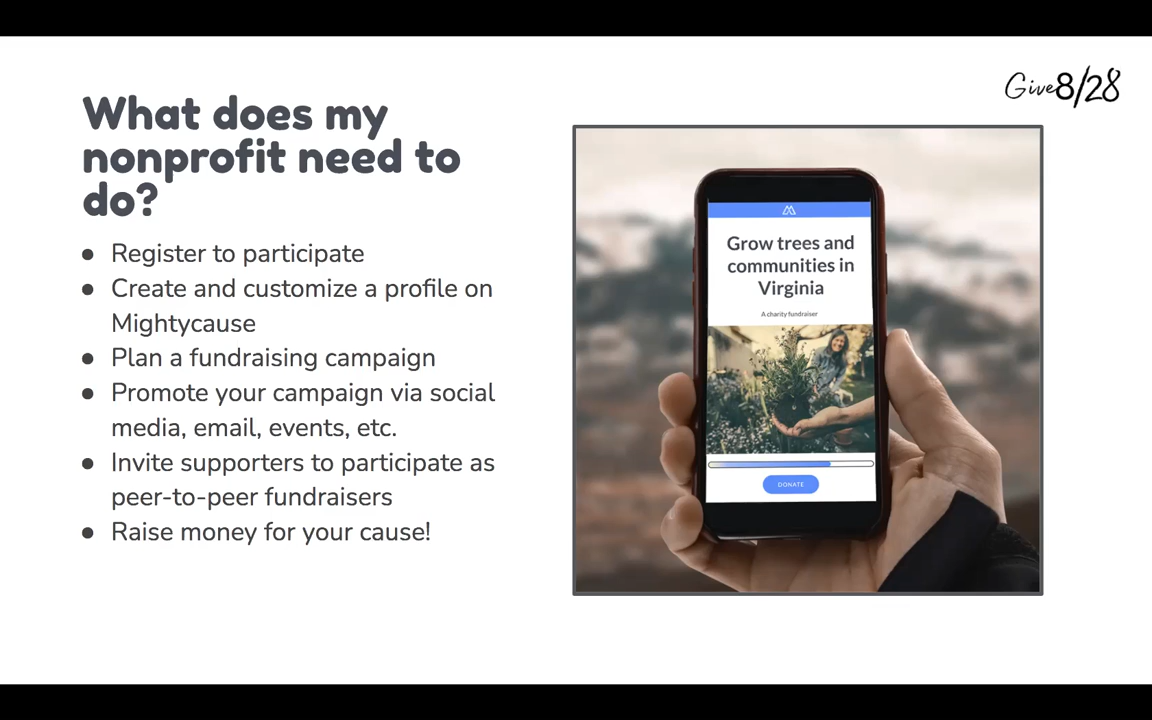 Give8/28
What does my
nonprofit need to
do?
● Register to participate
● Create and customize a profile on
Mightycause
● Plan a fundraising campaign
● Promote your campaign via social
media, email, events, etc.
● Invite supporters to participate as
peer-to-peer fundraisers
● Raise money for your cause!
Grow trees and
communities in
Virginia
A charity fundraiser
DONATE